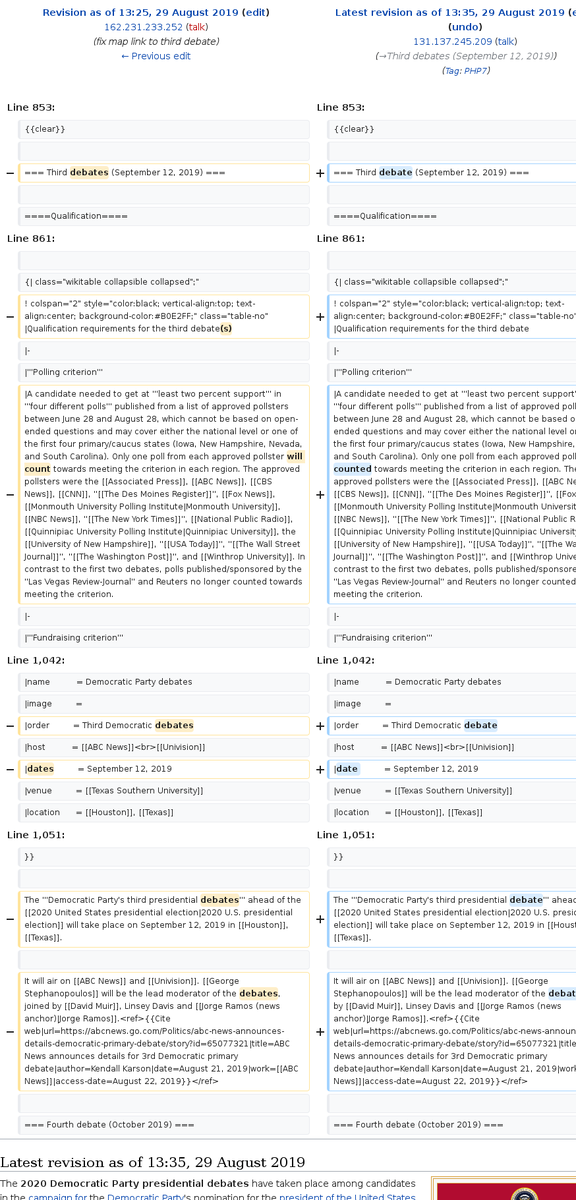 Revision as of 13:25, 29 August 2019 (edit)
162.231.233.252 (talk)
(fix map link to third debate)
← Previous edit
Latest revision as of 13:35, 29 August 2019 (e
(undo)
131.137.245.209 (talk)
(→Third debates (September 12, 2019))
(Tag: PHP7)
Line 853:
Line 853:
{{clear}}
{{clear}}
− === Third debates (September 12, 2019) ===
+ === Third debate (September 12, 2019) ===
====Qualification====
====Qualification====
Line 861:
Line 861:
{| class="wikitable collapsible collapsed";"
{| class="wikitable collapsible collapsed";"
− ! colspan="2" style="color:black; vertical-align:top; text-
align:center; background-color:#B0E2FF;" class="table-no"
|Qualification requirements for the third debate(s)
+ ! colspan="2" style="color:black; vertical-align:top; text-
align:center; background-color:#B0E2FF;" class="table-no"
|Qualification requirements for the third debate
|-
|-
|'''Polling criterion'''
|'''Polling criterion'''
− |A candidate needed to get at '''least two percent support''' in
'''four different polls''' published from a list of approved pollsters
between June 28 and August 28, which cannot be based on open-
ended questions and may cover either the national level or one of
the first four primary/caucus states (Iowa, New Hampshire, Nevada,
and South Carolina). Only one poll from each approved pollster will
count towards meeting the criterion in each region. The approved
pollsters were the [[Associated Press]], [[ABC News]], [[CBS
News]], [[CNN]], ''[[The Des Moines Register]]'', [[Fox News]],
[[Monmouth University Polling Institute|Monmouth University]],
[[NBC News]], ''[[The New York Times]]'', [[National Public Radio]],
[[Quinnipiac University Polling Institute|Quinnipiac University]], the
[[University of New Hampshire]], ''[[USA Today]]'', ''[[The Wall Street
Journal]]'', ''[[The Washington Post]]'', and [[Winthrop University]]. In
contrast to the first two debates, polls published/sponsored by the
''Las Vegas Review-Journal'' and Reuters no longer counted towards
meeting the criterion.
+ |A candidate needed to get at '''least two percent support'''
'''four different polls''' published from a list of approved polls
between June 28 and August 28, which cannot be based on o
ended questions and may cover either the national level or on
the first four primary/caucus states (Iowa, New Hampshire, Ne
and South Carolina). Only one poll from each approved pollst
counted towards meeting the criterion in each region. The
approved pollsters were the [[Associated Press]], [[ABC News
[[CBS News]], [[CNN]], ''[[The Des Moines Register]]'', [[Fox
[[Monmouth University Polling Institute|Monmouth University]]
[[NBC News]], ''[[The New York Times]]'', [[National Public R
[[Quinnipiac University Polling Institute|Quinnipiac University]]
[[University of New Hampshire]], ''[[USA Today]]'', ''[[The Wall
Journal]]'', ''[[The Washington Post]]'', and [[Winthrop Univer
contrast to the first two debates, polls published/sponsored b
''Las Vegas Review-Journal'' and Reuters no longer counted
meeting the criterion.
|-
|-
|'''Fundraising criterion'''
|'''Fundraising criterion'''
Line 1,042:
Line 1,042:
|name = Democratic Party debates
|name = Democratic Party debates
|image =
|image =
− |order = Third Democratic debates
+ |order = Third Democratic debate
|host = [[ABC News]]<br>[[Univision]]
|host = [[ABC News]]<br>[[Univision]]
− |dates = September 12, 2019
+ |date = September 12, 2019
|venue = [[Texas Southern University]]
|venue = [[Texas Southern University]]
|location = [[Houston]], [[Texas]]
|location = [[Houston]], [[Texas]]
Line 1,051:
Line 1,051:
}}
}}
− The '''Democratic Party's third presidential debates''' ahead of the
[[2020 United States presidential election|2020 U.S. presidential
election]] will take place on September 12, 2019 in [[Houston]],
[[Texas]].
+ The '''Democratic Party's third presidential debate''' ahead
[[2020 United States presidential election|2020 U.S. president
election]] will take place on September 12, 2019 in [[Houst
[[Texas]].
− It will air on [[ABC News]] and [[Univision]]. [[George
Stephanopoulos]] will be the lead moderator of the debates,
joined by [[David Muir]], Linsey Davis and [[Jorge Ramos (news
anchor)|Jorge Ramos]].<ref>{{Cite
web|url=https://abcnews.go.com/Politics/abc-news-announces-
details-democratic-primary-debate/story?id=65077321|title=ABC
News announces details for 3rd Democratic primary
debate|author=Kendall Karson|date=August 21, 2019|work=[[ABC
News]]|access-date=August 22, 2019}}</ref>
+ It will air on [[ABC News]] and [[Univision]]. [[George
Stephanopoulos]] will be the lead moderator of the debat
by [[David Muir]], Linsey Davis and [[Jorge Ramos (news
anchor)|Jorge Ramos]].<ref>{{Cite
web|url=https://abcnews.go.com/Politics/abc-news-announ
details-democratic-primary-debate/story?id=65077321|title
News announces details for 3rd Democratic primary
debate|author=Kendall Karson|date=August 21, 2019|work
News]]|access-date=August 22, 2019}}</ref>
=== Fourth debate (October 2019) ===
=== Fourth debate (October 2019) ===
Latest revision as of 13:35, 29 August 2019
The 2020 Democratic Party presidential debates have taken place among candidates
in the campaign for the Democratic Party's nomination for the president of the United States